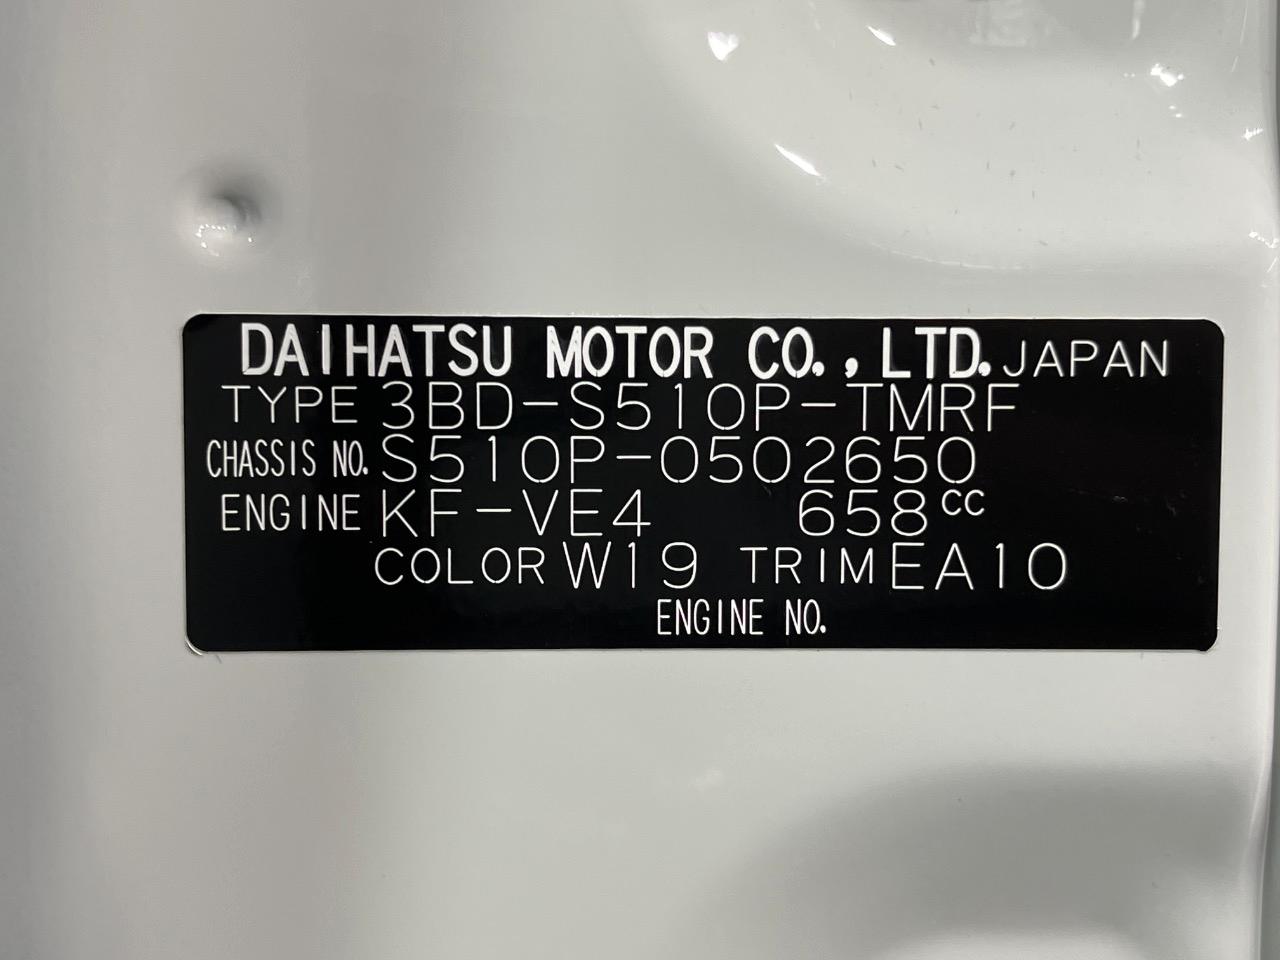 DAIHATSU MOTOR CO., LTD. JAPAN
TYPE 3BD-S510P-TMRF
CHASSIS NO. S510P-0502650
ENGINE KF-VE4 658cc
COLOR W19 TRIM EA10
ENGINE NO.